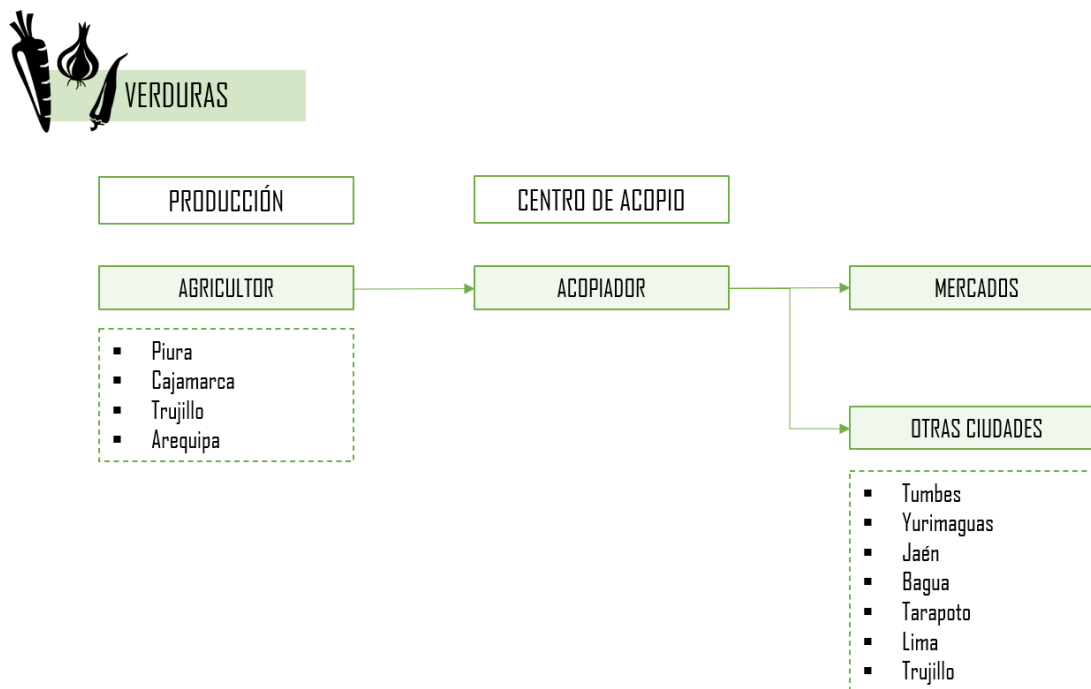 VERDURAS
PRODUCCIÓN
CENTRO DE ACOPIO
AGRICULTOR
ACOPIADOR
MERCADOS
▪ Piura
▪ Cajamarca
▪ Trujillo
▪ Arequipa
OTRAS CIUDADES
▪ Tumbes
▪ Yurimaguas
▪ Jaén
▪ Bagua
▪ Tarapoto
▪ Lima
▪ Trujillo